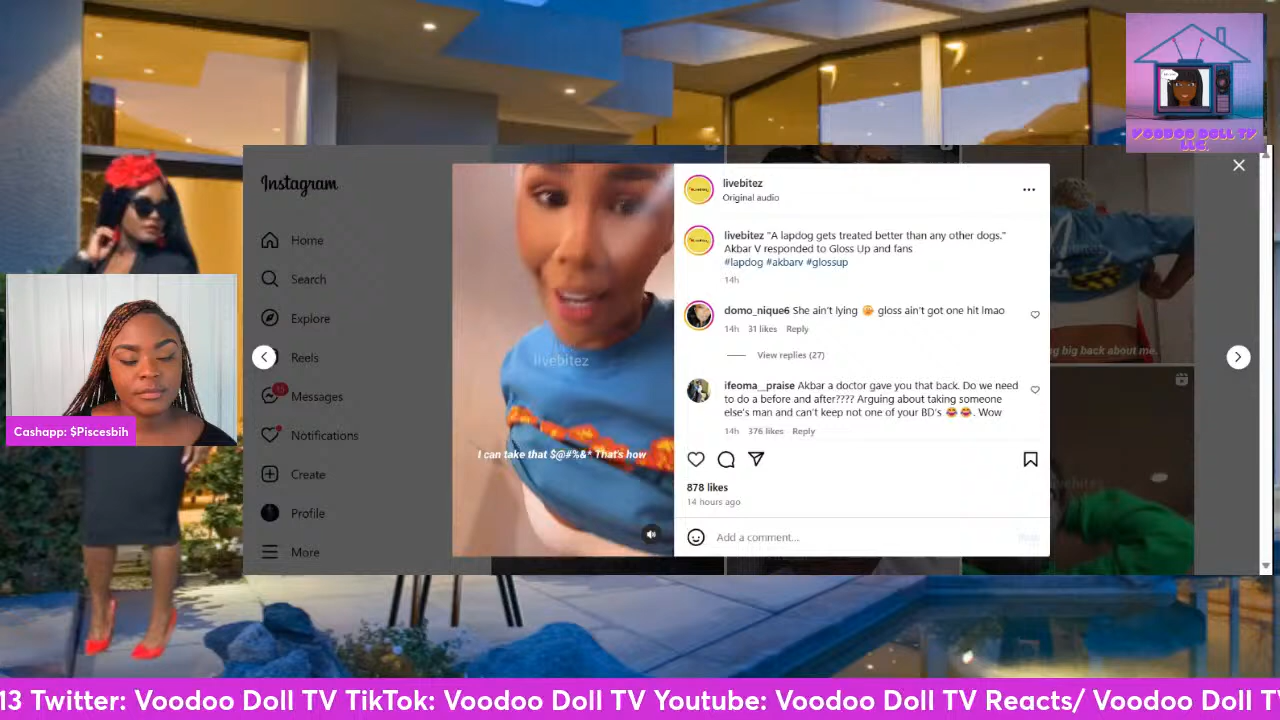 VOODOO DOLL TV
LLC.
Instagram
Home
Search
Explore
Reels
Messages
Notifications
Create
Profile
More
Cashapp: $Piscesbih
livebitez
I can take that $@#%&* That's how
livebitez
Original audio
livebitez "A lapdog gets treated better than any other dogs."
Akbar V responded to Gloss Up and fans
#lapdog #akbarv #glossup
14h
domo_nique6 She ain't lying 🤭 gloss ain't got one hit lmao
14h 31 likes Reply
View replies (27)
ifeoma__praise Akbar a doctor gave you that back. Do we need
to do a before and after???? Arguing about taking someone
else's man and can't keep not one of your BD's 😂😂. Wow
14h 376 likes Reply
878 likes
14 hours ago
Add a comment...
ng big back about me.
13 Twitter: Voodoo Doll TV TikTok: Voodoo Doll TV Youtube: Voodoo Doll TV Reacts/ Voodoo Doll TV